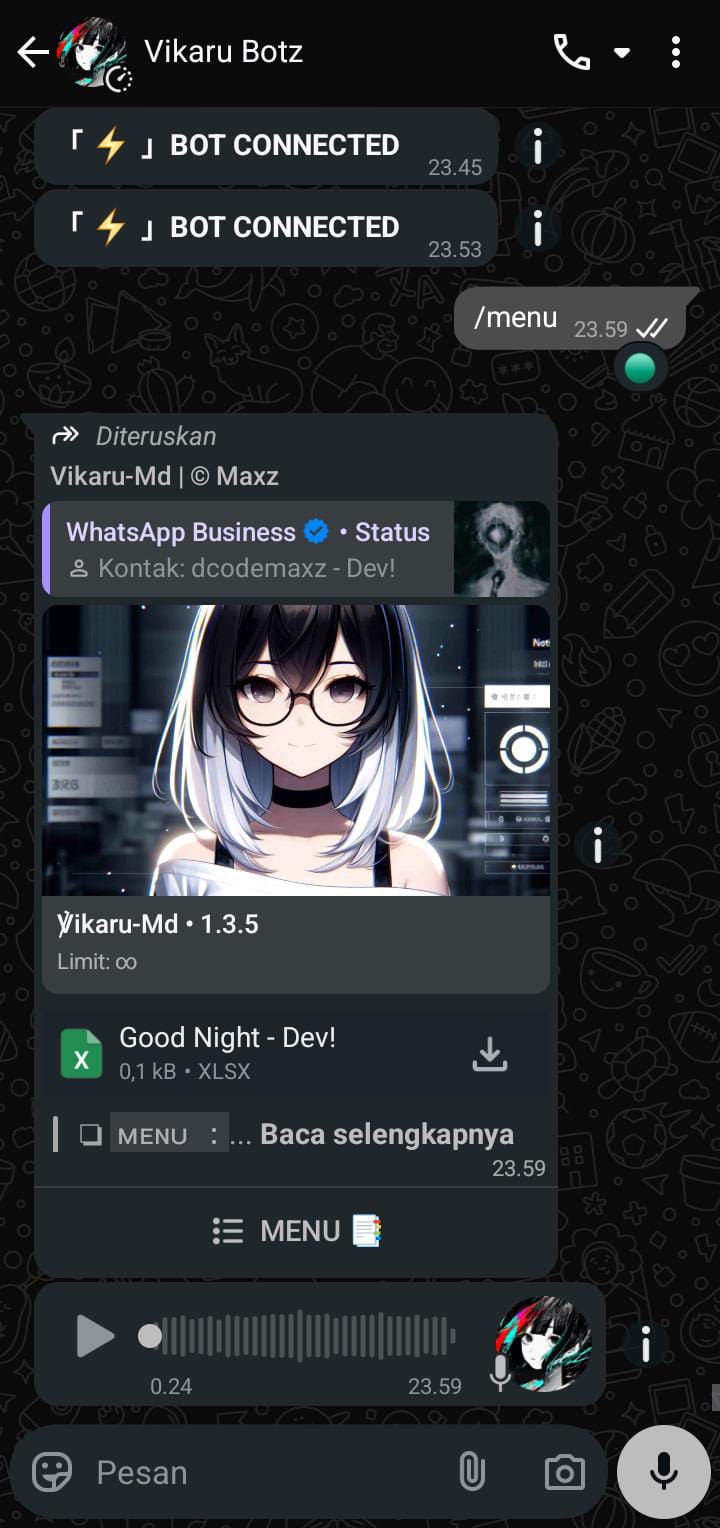 Vikaru Botz
「 ⚡ 」 BOT CONNECTED
23.45
「 ⚡ 」 BOT CONNECTED
23.53
/menu 23.59
Diteruskan
Vikaru-Md | © Maxz
WhatsApp Business • Status
Kontak: dcodemaxz - Dev!
Vikaru-Md • 1.3.5
Limit: ∞
X
Good Night - Dev!
0,1 kB • XLSX
❏ MENU : ... Baca selengkapnya
23.59
MENU 📑
0.24 23.59
Pesan